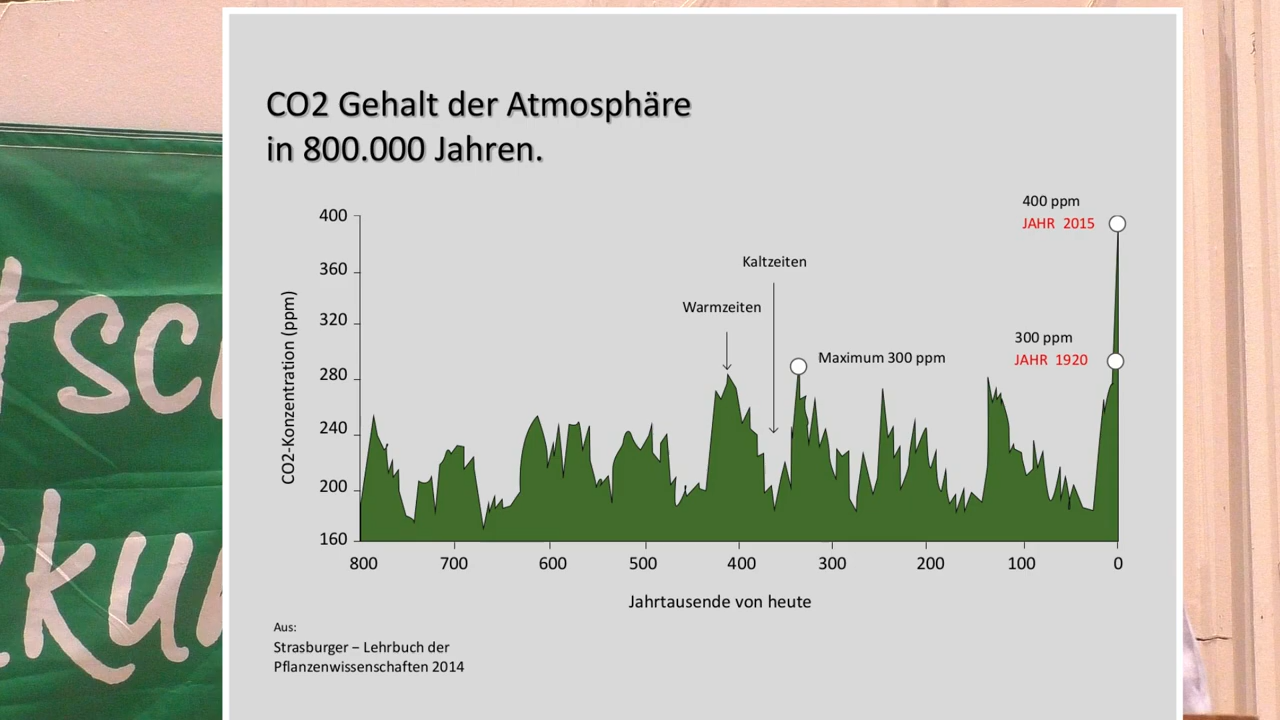 CO2 Gehalt der Atmosphäre
in 800.000 Jahren.
400 ppm
JAHR 2015
Kaltzeiten
Warmzeiten
Maximum 300 ppm
300 ppm
JAHR 1920
CO2-Konzentration (ppm)
400
360
320
280
240
200
160
800
700
600
500
400
300
200
100
0
Jahrtausende von heute
Aus:
Strasburger – Lehrbuch der
Pflanzenwissenschaften 2014
tsc
ku